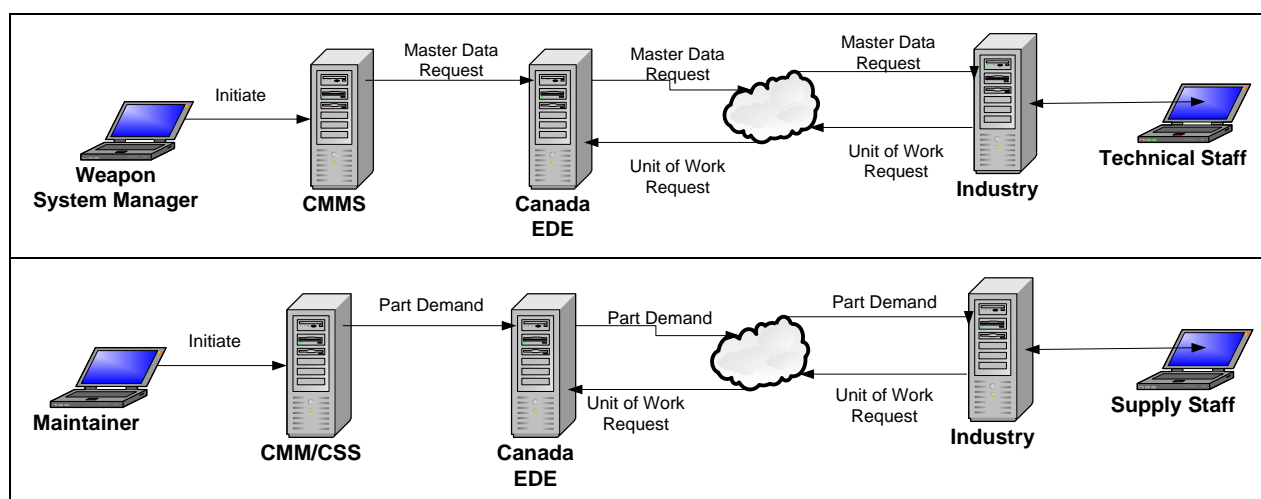 Master Data
Request
Master Data
Request
Master Data
Request
Initiate
Unit of Work
Request
Unit of Work
Request
Weapon
System Manager
CMMS
Canada
EDE
Industry
Technical Staff
Part Demand
Part Demand
Part Demand
Initiate
Unit of Work
Request
Unit of Work
Request
Maintainer
CMM/CSS
Canada
EDE
Industry
Supply Staff